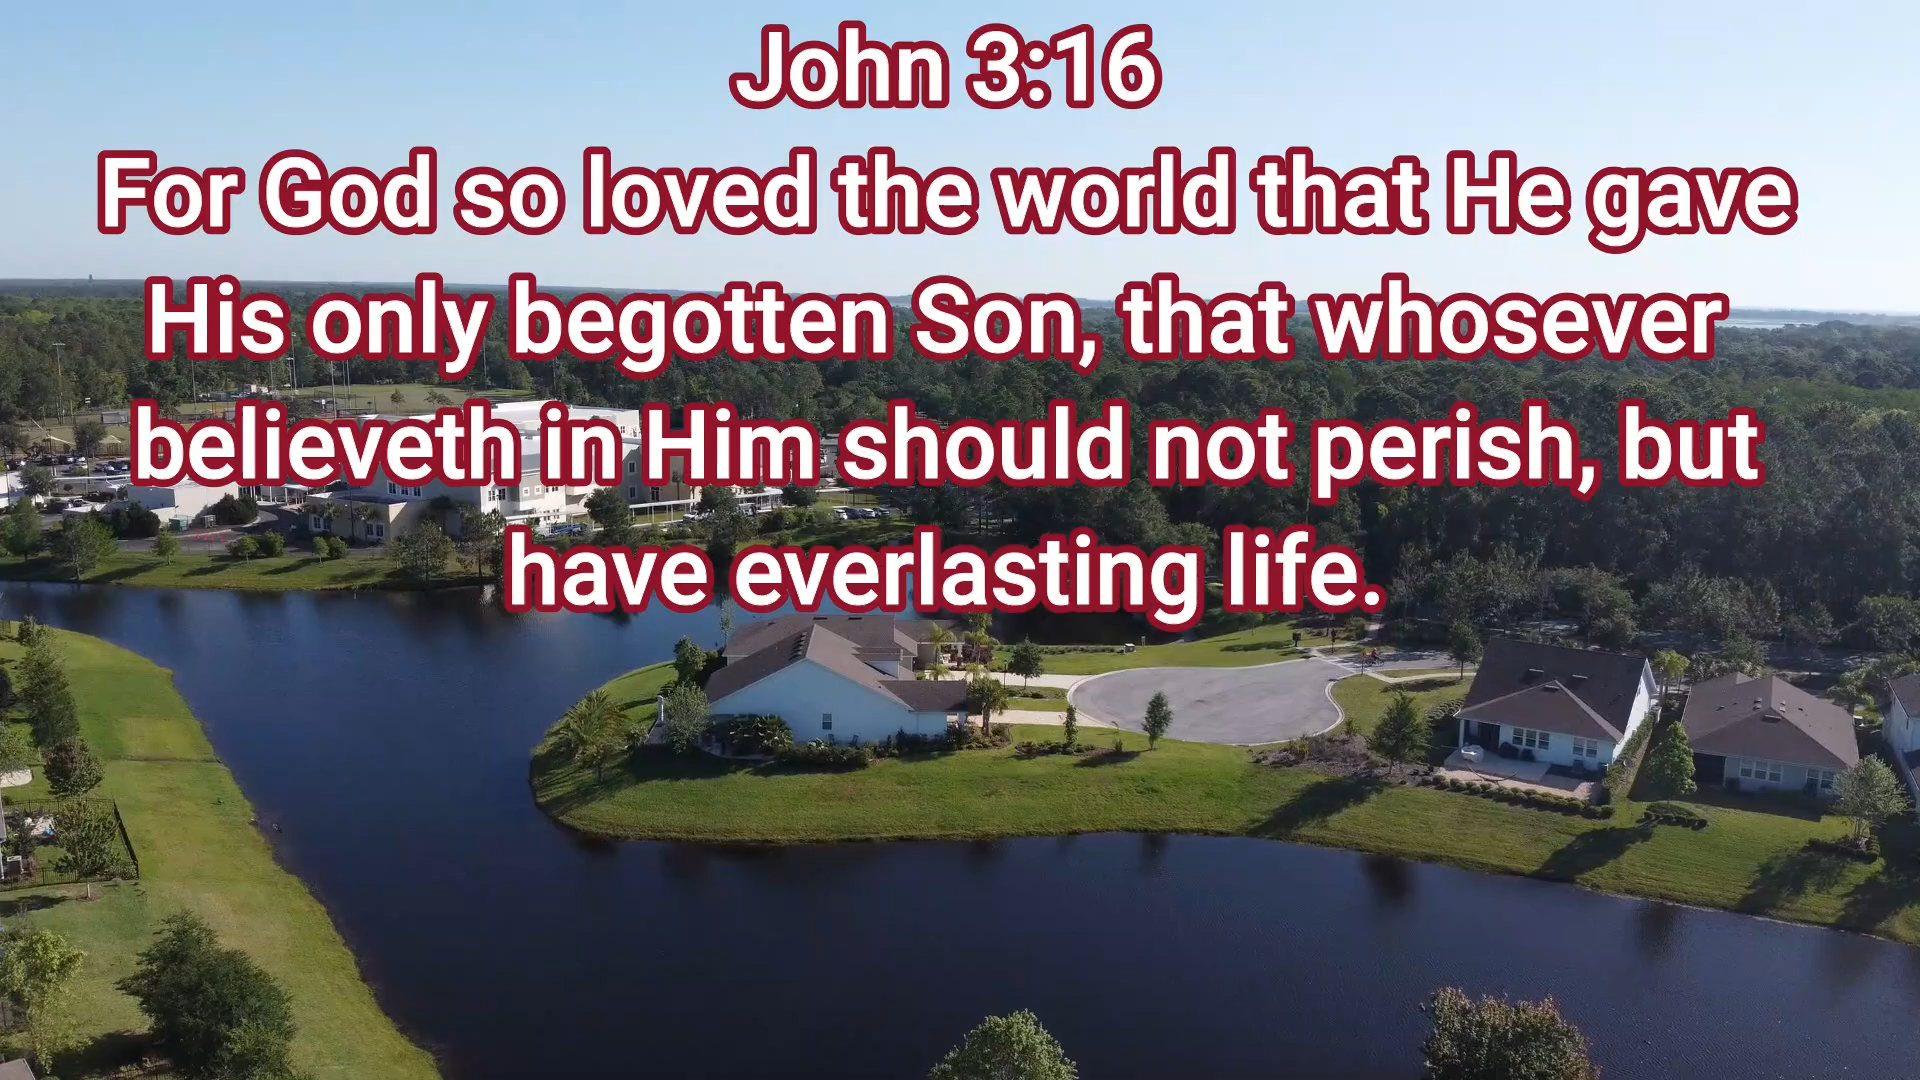 John 3:16
For God so loved the world that He gave
His only begotten Son, that whosever
believeth in Him should not perish, but
have everlasting life.